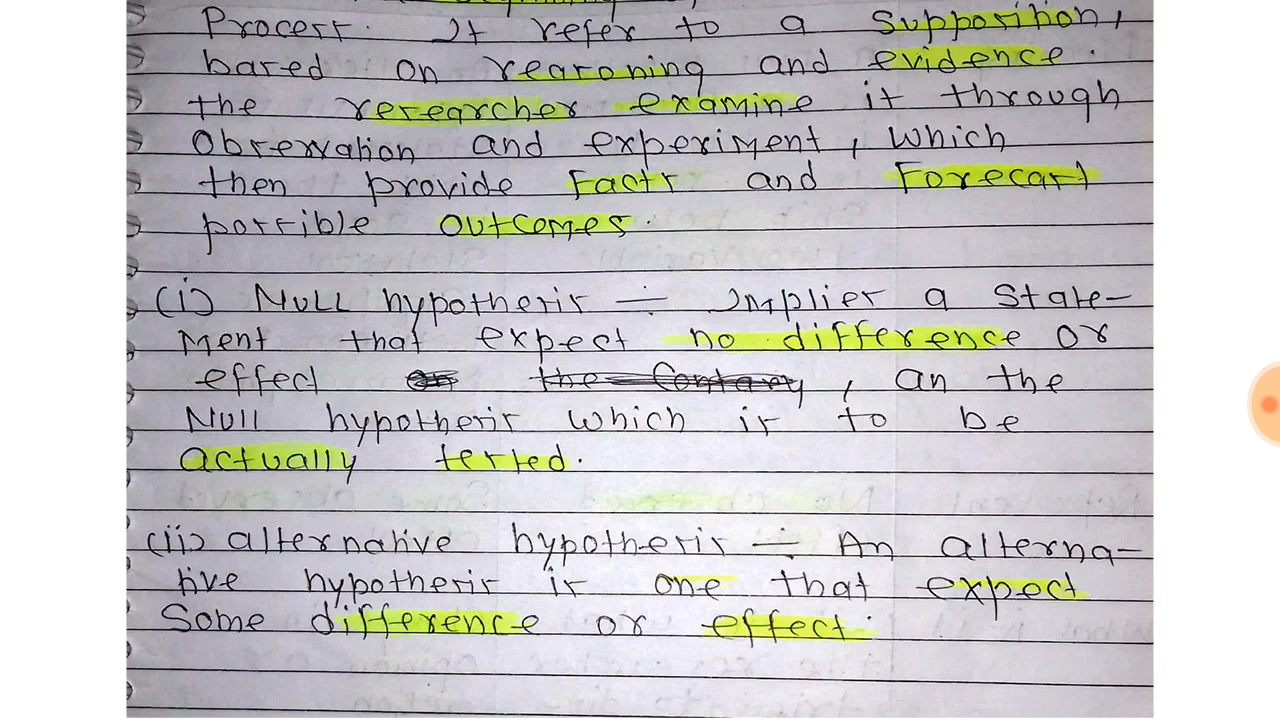 Process. It refer to a Supposition,
based on reasoning and evidence.
the researcher examine it through
Observation and experiment, which
then provide Facts and Forecast
possible outcomes.
(i) Null hypothesis ÷ Implies a State-
ment that expect no difference or
effect or the Contary, an the
Null hypothesis which is to be
actually tested.
(ii) alternative hypothesis ÷ An alterna-
tive hypothesis is one that expect
Some difference or effect.